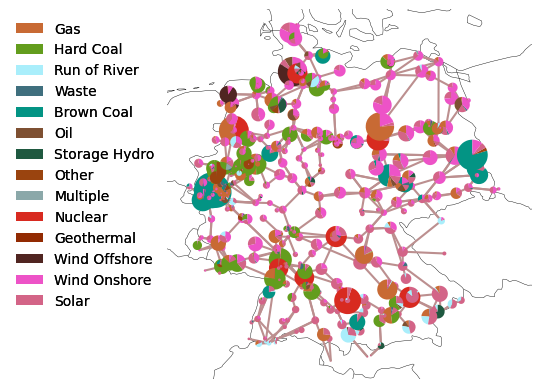 Gas
Hard Coal
Run of River
Waste
Brown Coal
Oil
Storage Hydro
Other
Multiple
Nuclear
Geothermal
Wind Offshore
Wind Onshore
Solar